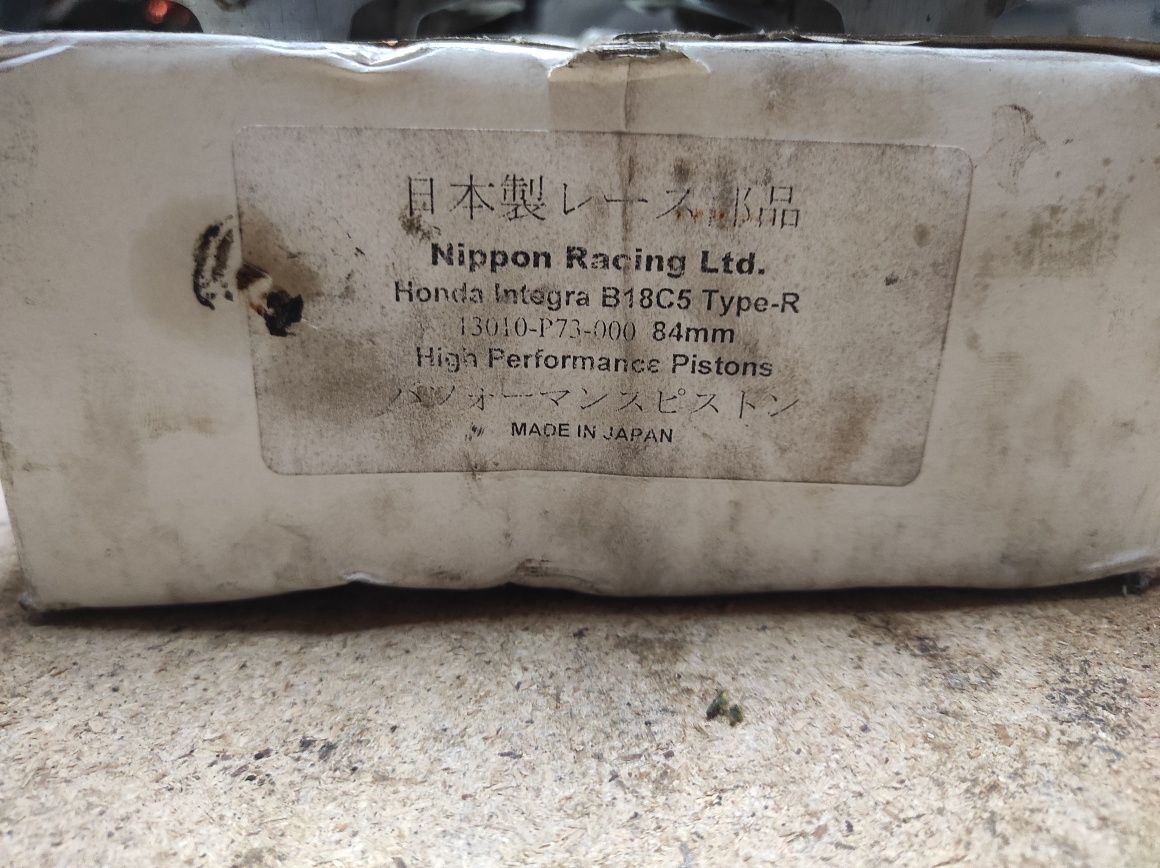 日本製レース部品
Nippon Racing Ltd.
Honda Integra B18C5 Type-R
13010-P73-000 84mm
High Performance Pistons
パフォーマンスピストン
MADE IN JAPAN